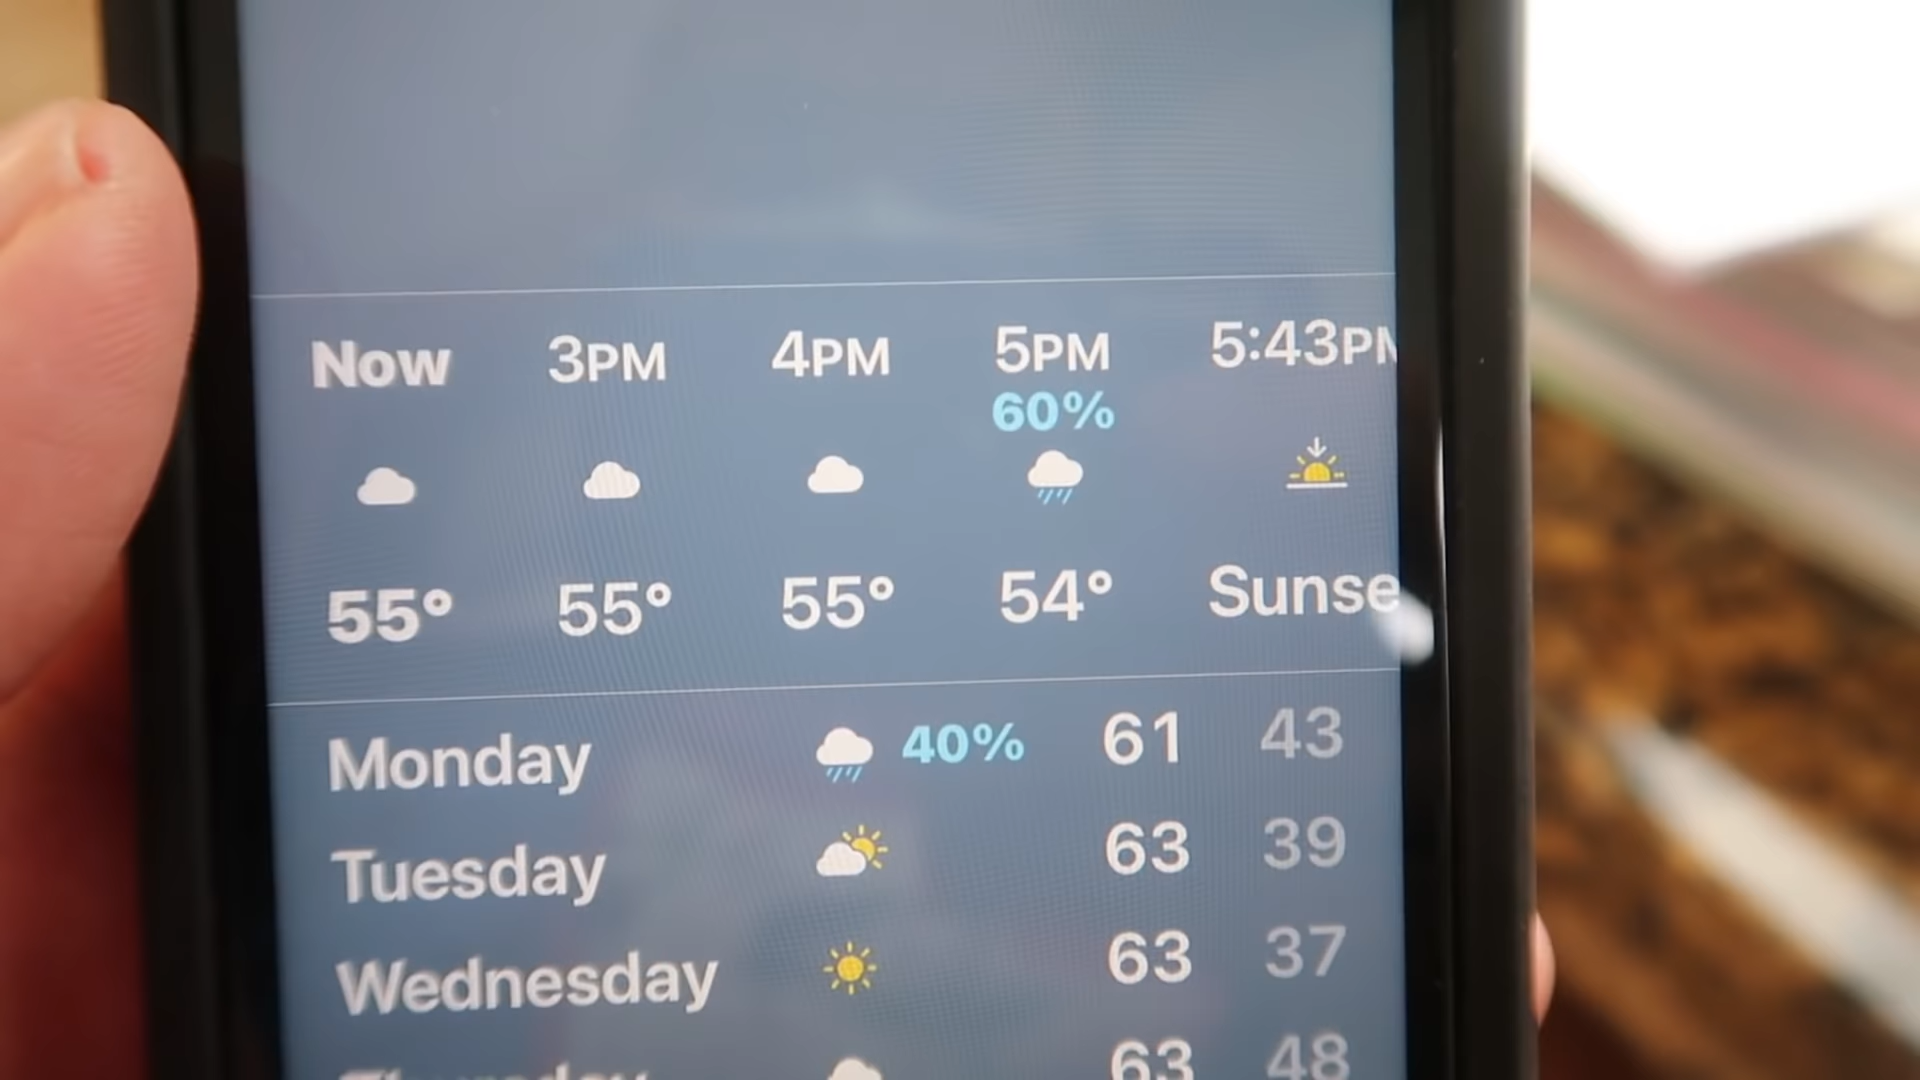 Now 3PM 4PM 5PM 5:43PM
60%
55° 55° 55° 54° Sunse
Monday 40% 61 43
Tuesday 63 39
Wednesday 63 37
Thursday 63 48